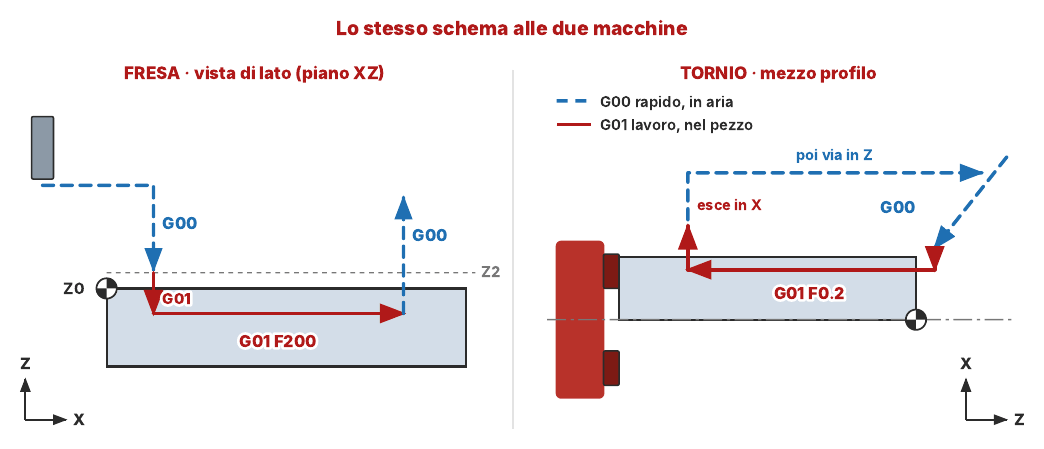 Lo stesso schema alle due macchine
FRESA · vista di lato (piano XZ)
G00
G00
Z2
Z0
G01
G01 F200
Z
X
TORNIO · mezzo profilo
G00 rapido, in aria
G01 lavoro, nel pezzo
poi via in Z
esce in X
G00
G01 F0.2
X
Z